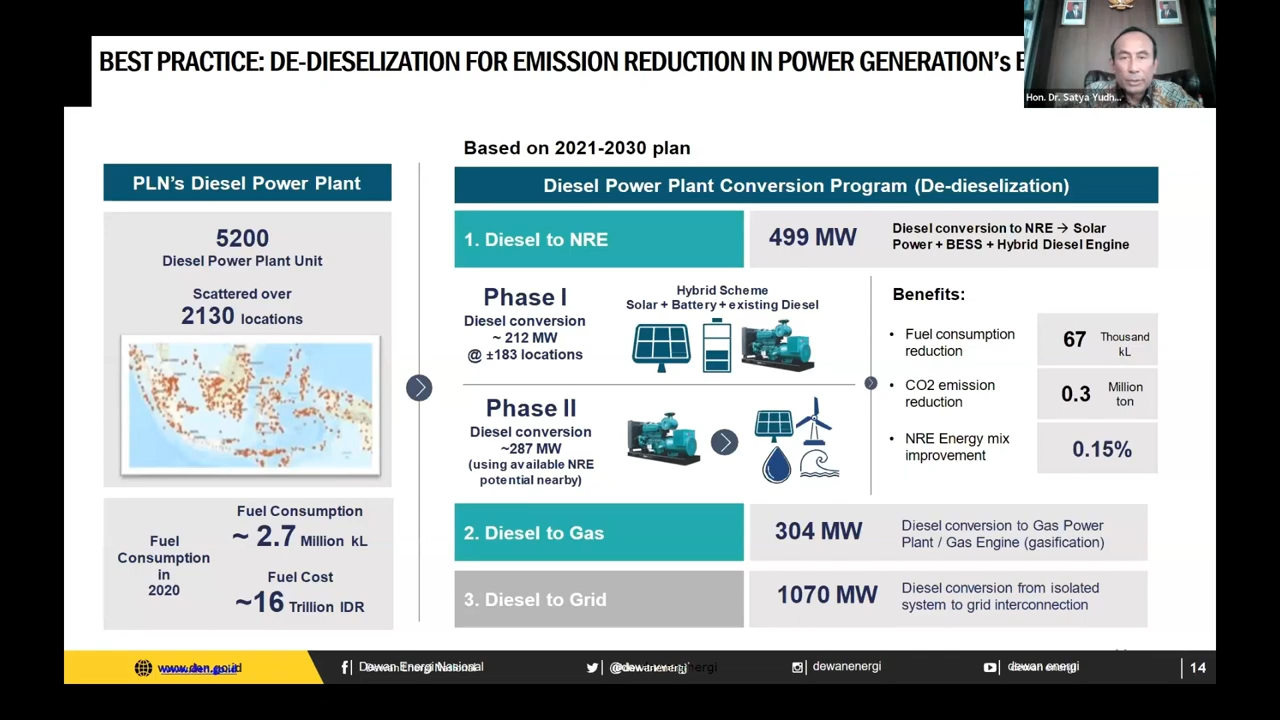 BEST PRACTICE: DE-DIESELIZATION FOR EMISSION REDUCTION IN POWER GENERATION's
Hon. Dr. Satya Yudh...
Based on 2021-2030 plan
PLN's Diesel Power Plant
5200
Diesel Power Plant Unit
Scattered over
2130 locations
Fuel
Consumption
in
2020
Fuel Consumption
~ 2.7 Million kL
Fuel Cost
~16 Trillion IDR
Diesel Power Plant Conversion Program (De-dieselization)
1. Diesel to NRE
499 MW
Diesel conversion to NRE → Solar
Power + BESS + Hybrid Diesel Engine
Phase I
Diesel conversion
~ 212 MW
@ ±183 locations
Hybrid Scheme
Solar + Battery + existing Diesel
Phase II
Diesel conversion
~287 MW
(using available NRE
potential nearby)
Benefits:
• Fuel consumption
reduction
67 Thousand
kL
• CO2 emission
reduction
0.3 Million
ton
• NRE Energy mix
improvement
0.15%
2. Diesel to Gas
304 MW
Diesel conversion to Gas Power
Plant / Gas Engine (gasification)
3. Diesel to Grid
1070 MW
Diesel conversion from isolated
system to grid interconnection
www.den.go.id
Dewan Energi Nasional
@dewanenergi
dewanenergi
dewan energi
14